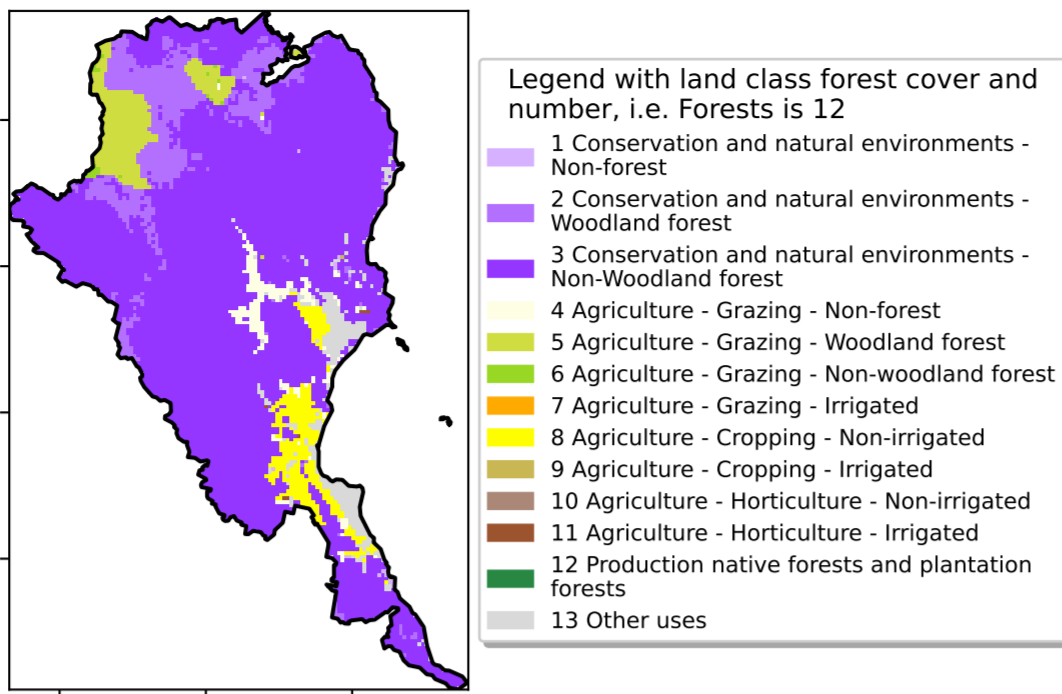 Legend with land class forest cover and
number, i.e. Forests is 12
1 Conservation and natural environments -
Non-forest
2 Conservation and natural environments -
Woodland forest
3 Conservation and natural environments -
Non-Woodland forest
4 Agriculture - Grazing - Non-forest
5 Agriculture - Grazing - Woodland forest
6 Agriculture - Grazing - Non-woodland forest
7 Agriculture - Grazing - Irrigated
8 Agriculture - Cropping - Non-irrigated
9 Agriculture - Cropping - Irrigated
10 Agriculture - Horticulture - Non-irrigated
11 Agriculture - Horticulture - Irrigated
12 Production native forests and plantation
forests
13 Other uses